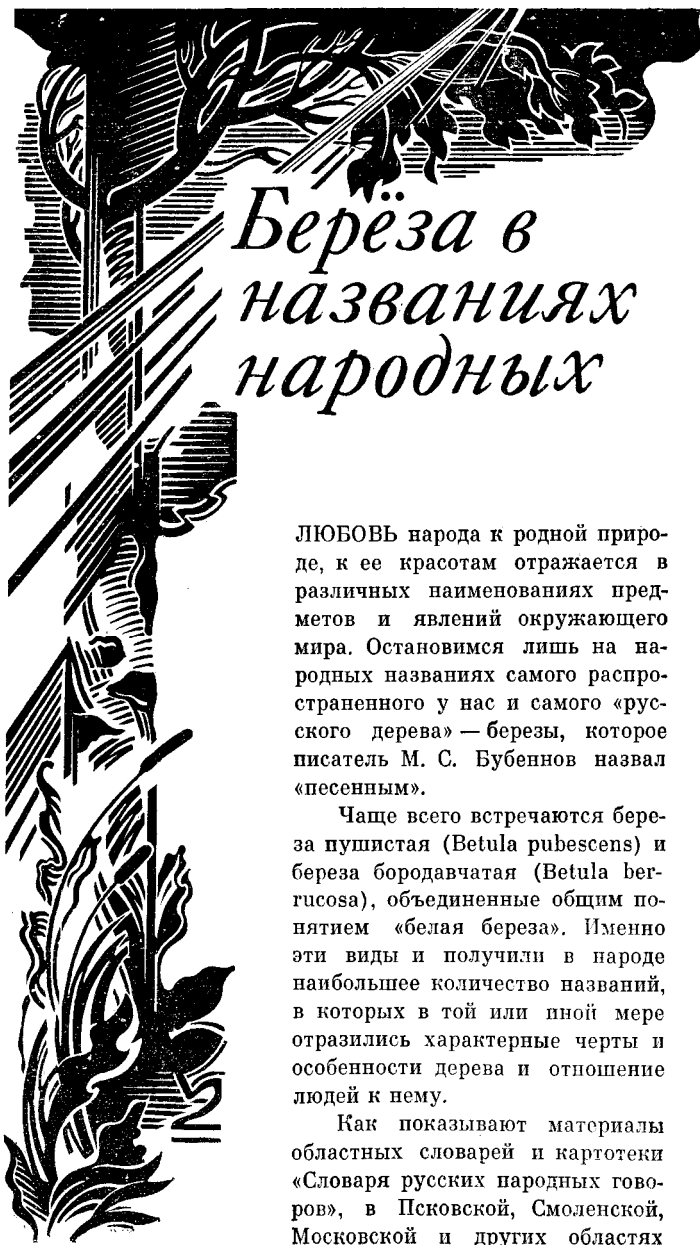 Берёза в
названиях
народных
ЛЮБОВЬ народа к родной приро-
де, к ее красотам отражается в
различных наименованиях пред-
метов и явлений окружающего
мира. Остановимся лишь на на-
родных названиях самого распро-
страненного у нас и самого «рус-
ского дерева» — березы, которое
писатель М. С. Бубеннов назвал
«песенным».
Чаще всего встречаются бере-
за пушистая (Betula pubescens) и
береза бородавчатая (Betula ber-
rucosa), объединенные общим по-
нятием «белая береза». Именно
эти виды и получили в народе
наибольшее количество названий,
в которых в той или иной мере
отразились характерные черты и
особенности дерева и отношение
людей к нему.
Как показывают материалы
областных словарей и картотеки
«Словаря русских народных гово-
ров», в Псковской, Смоленской,
Московской и других областях